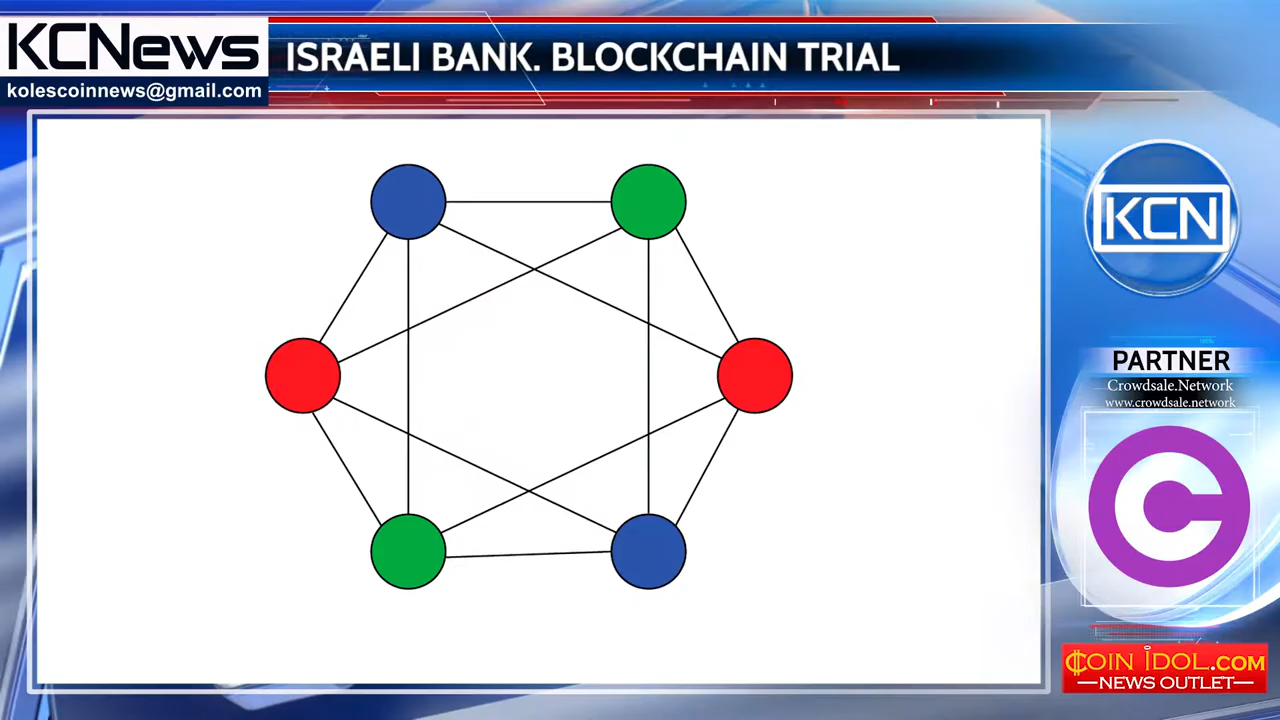 KCNews
kolescoinnews@gmail.com
ISRAELI BANK. BLOCKCHAIN TRIAL
KCN
PARTNER
Crowdsale.Network
www.crowdsale.network
COIN IDOL.COM
NEWS OUTLET